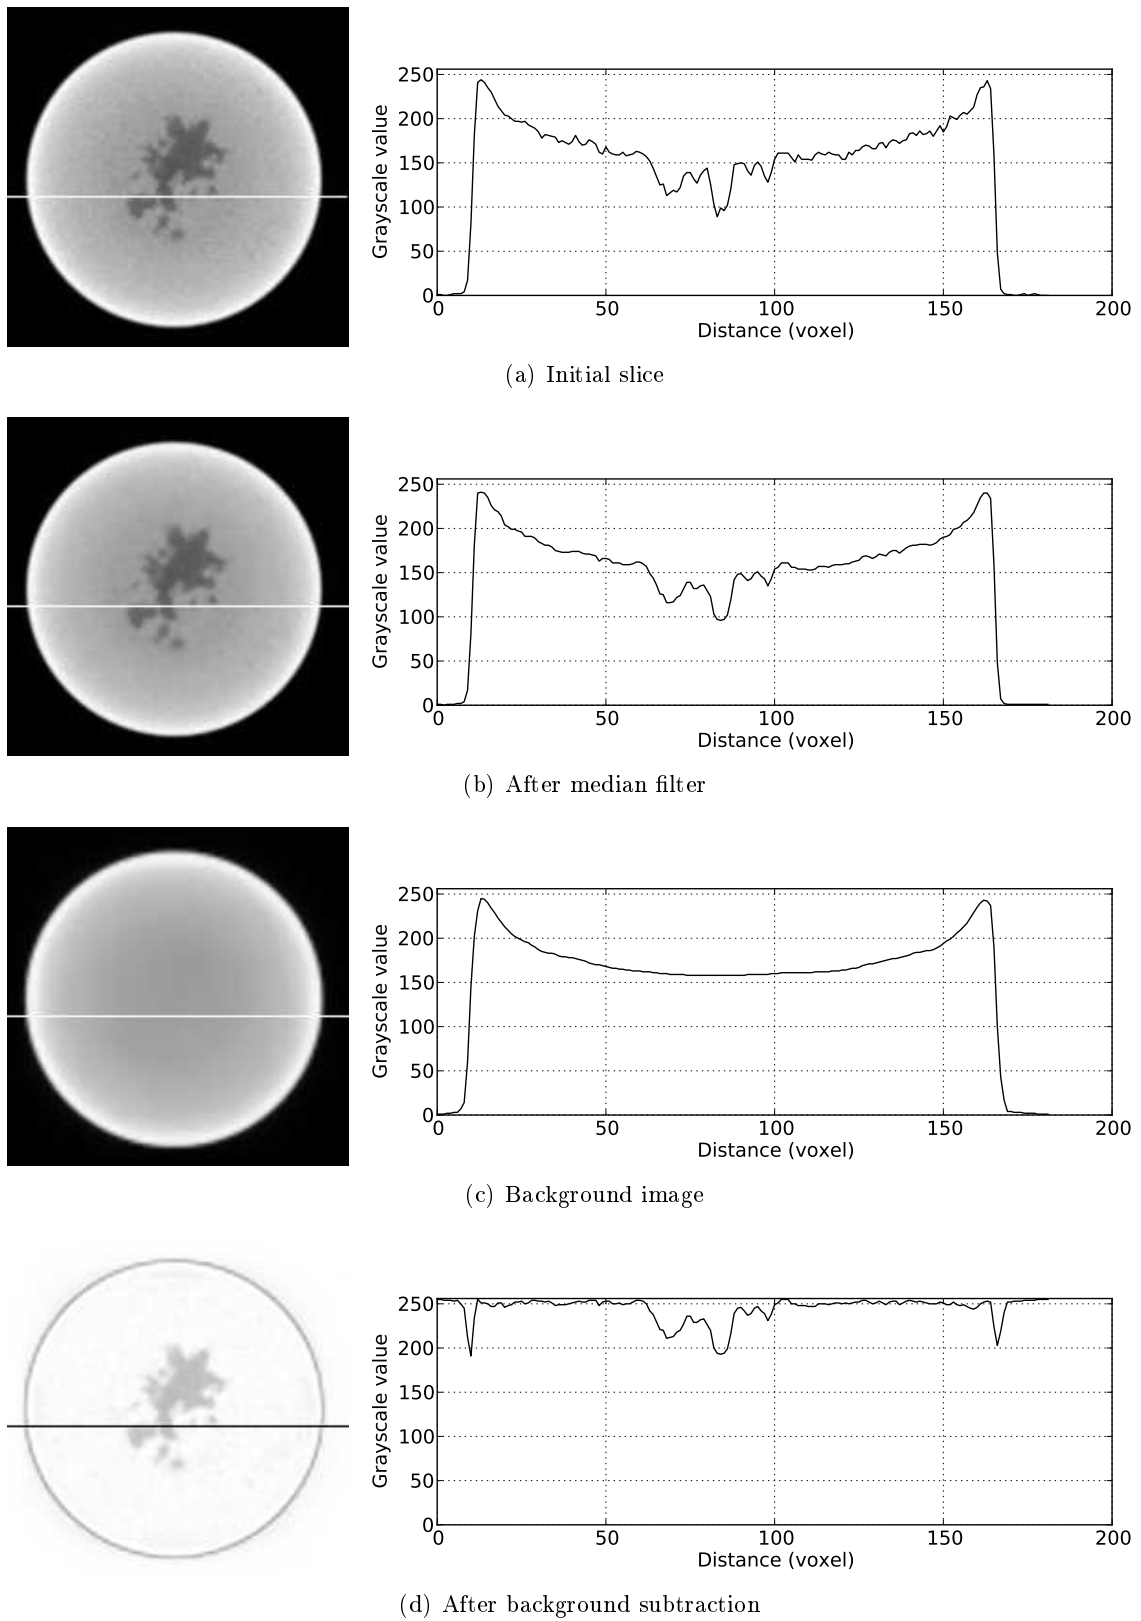 250
200
150
100
50
0
Grayscale value
0 50 100 150 200
Distance (voxel)
(a) Initial slice
250
200
150
100
50
0
Grayscale value
0 50 100 150 200
Distance (voxel)
(b) After median filter
250
200
150
100
50
0
Grayscale value
0 50 100 150 200
Distance (voxel)
(c) Background image
250
200
150
100
50
0
Grayscale value
0 50 100 150 200
Distance (voxel)
(d) After background subtraction